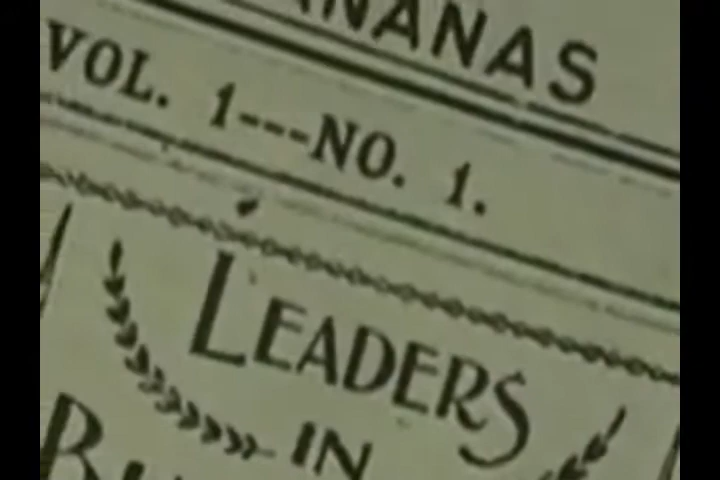 ANANAS
VOL. 1---NO. 1.
LEADERS
IN